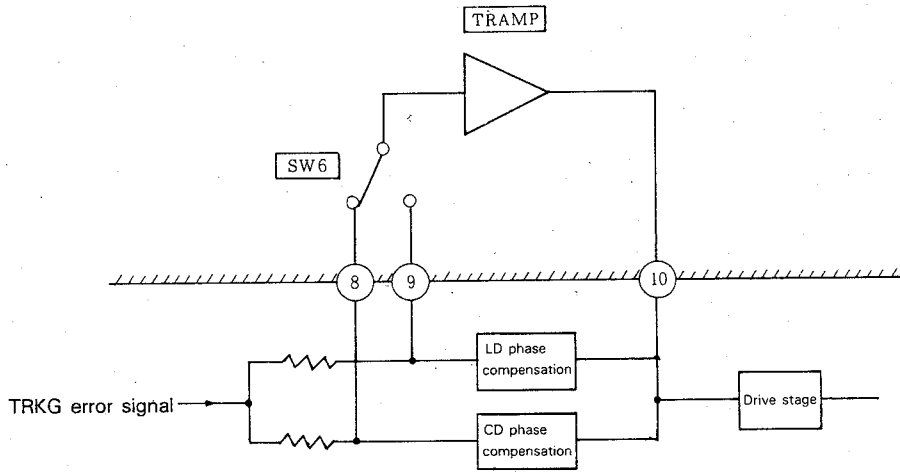 TRAMP
SW6
8
9
10
LD phase
compensation
TRKG error signal
Drive stage
CD phase
compensation